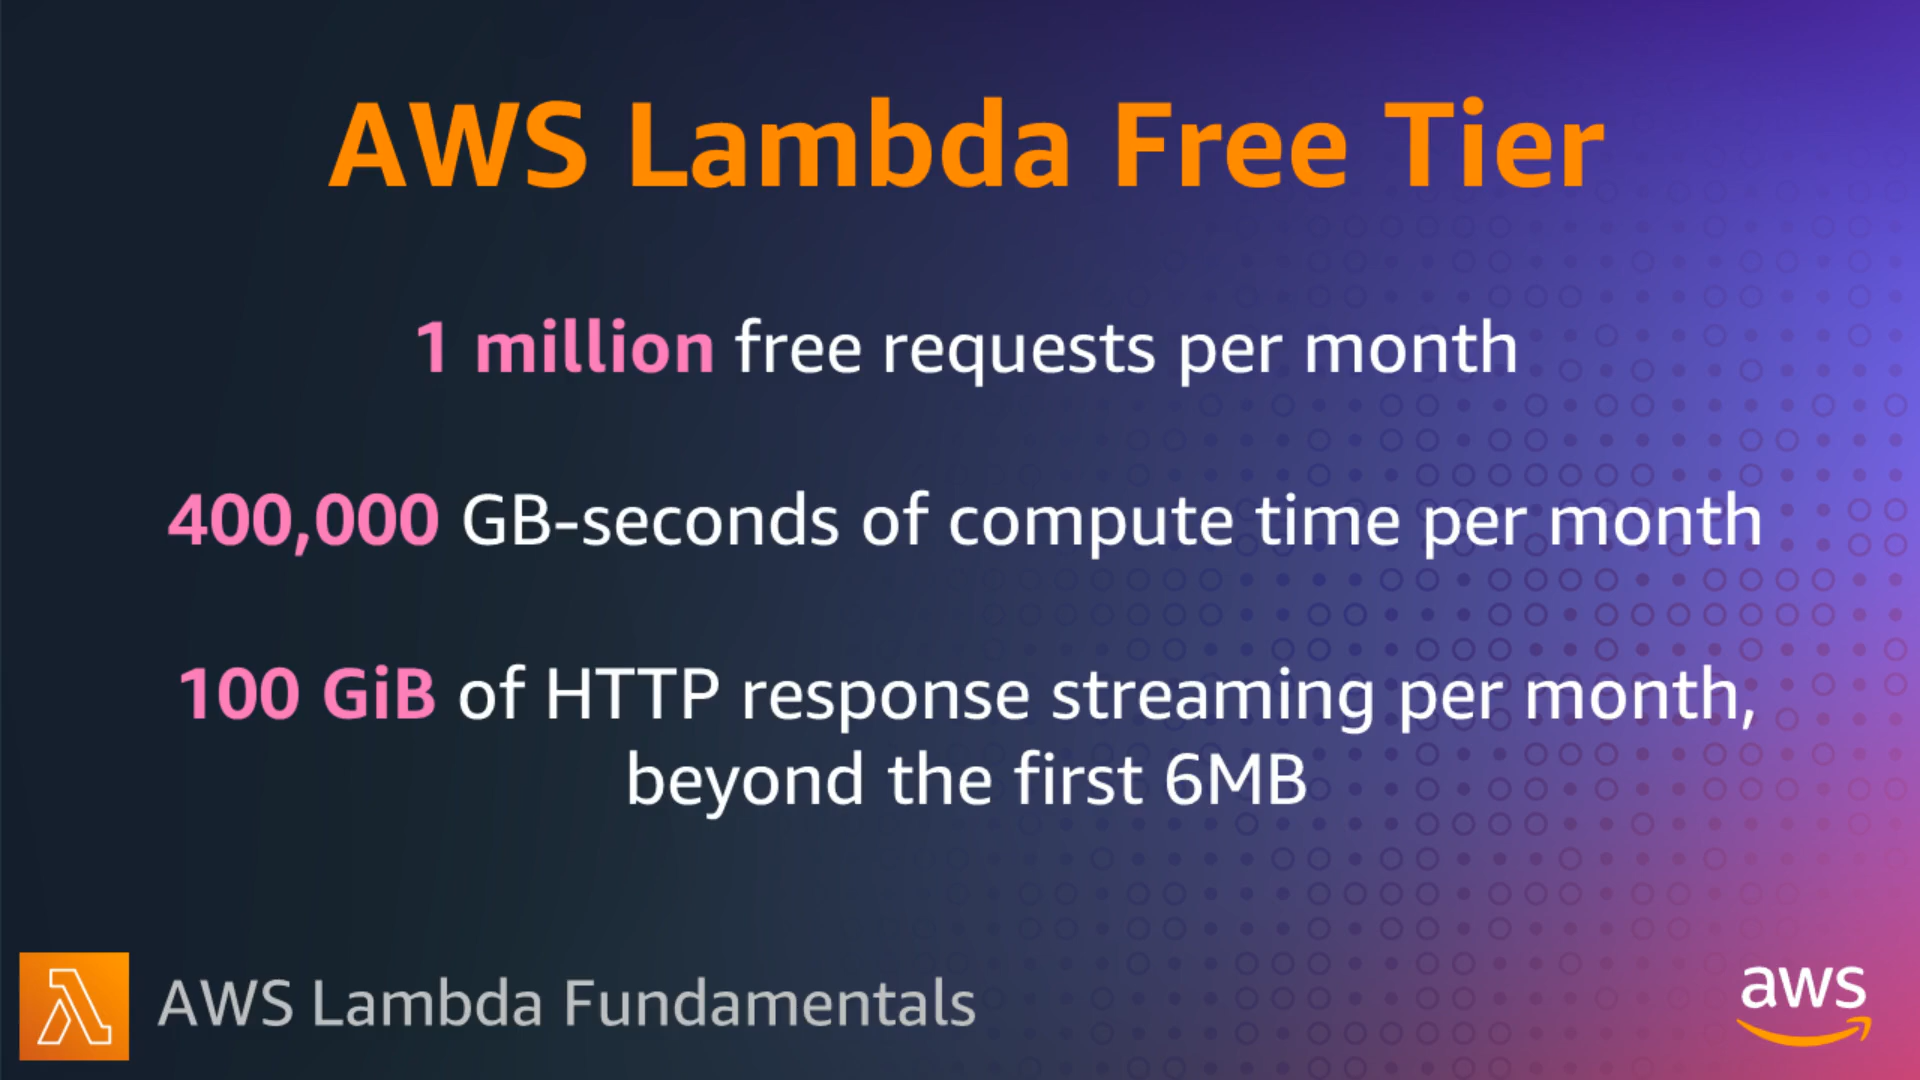 AWS Lambda Free Tier
1 million free requests per month
400,000 GB-seconds of compute time per month
100 GiB of HTTP response streaming per month,
beyond the first 6MB
AWS Lambda Fundamentals
aws